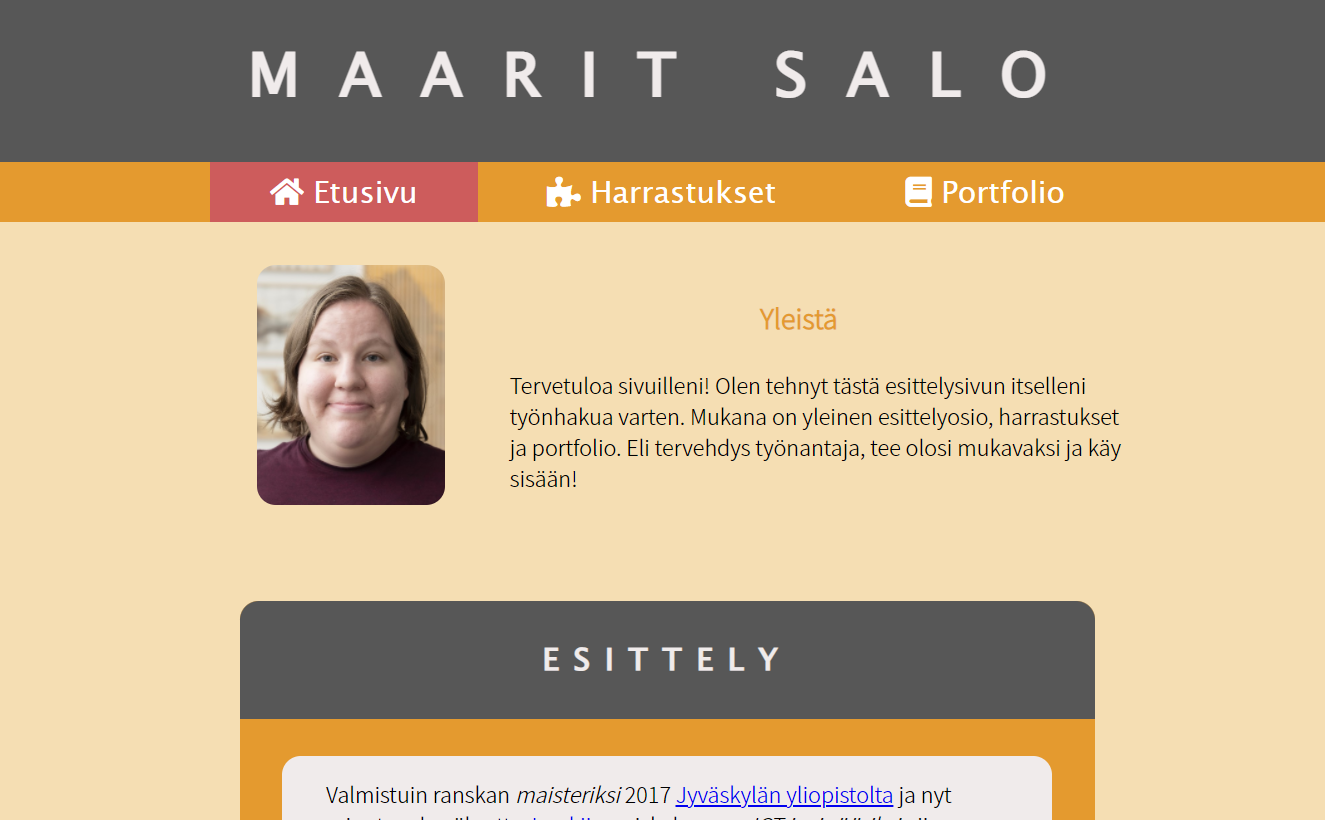 MAARIT SALO
Etusivu Harrastukset Portfolio
Yleistä
Tervetuloa sivuilleni! Olen tehnyt tästä esittelysivun itselleni
työnhakua varten. Mukana on yleinen esittelyosio, harrastukset
ja portfolio. Eli tervehdys työnantaja, tee olosi mukavaksi ja käy
sisään!
ESITTELY
Valmistuin ranskan maisteriksi 2017 Jyväskylän yliopistolta ja nyt